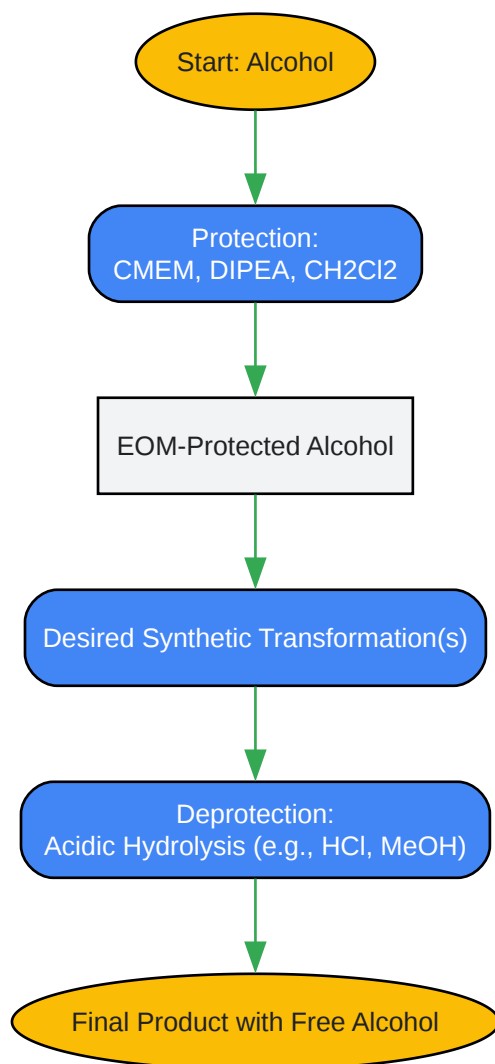 Start: Alcohol
Protection:
CMEM, DIPEA, CH2Cl2
EOM-Protected Alcohol
Desired Synthetic Transformation(s)
Deprotection:
Acidic Hydrolysis (e.g., HCl, MeOH)
Final Product with Free Alcohol